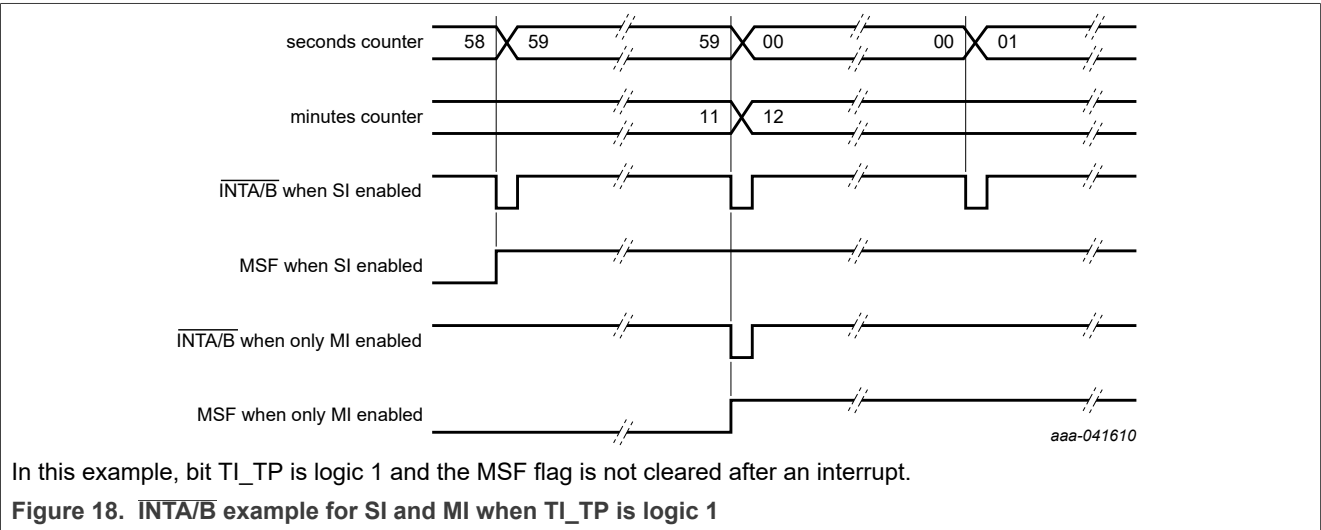 seconds counter 58 59 59 00 00 01
minutes counter 11 12
INTA/B when SI enabled
MSF when SI enabled
INTA/B when only MI enabled
MSF when only MI enabled
aaa-041610
In this example, bit TI_TP is logic 1 and the MSF flag is not cleared after an interrupt.
Figure 18. INTA/B example for SI and MI when TI_TP is logic 1